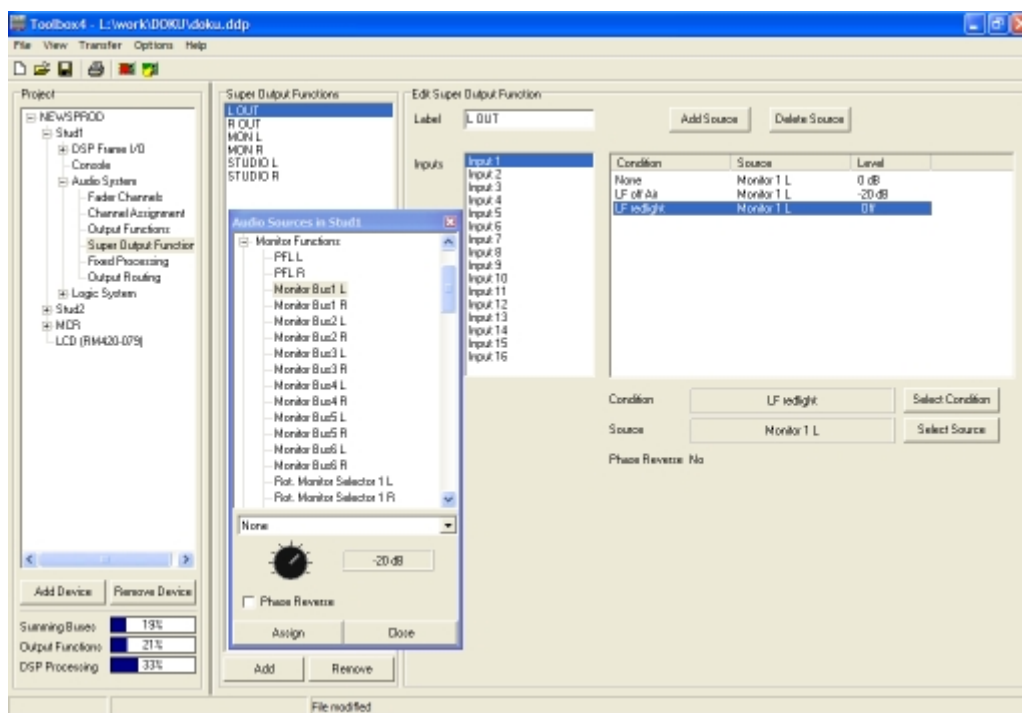 Toolbox4 - L:\work\DOKU\doku.ddp
File View Transfer Options Help
Project
NEWSPROD
Stud1
DSP Frame I/O
Console
Audio System
Fader Channels
Channel Assignment
Output Functions
Super Output Function
Fixed Processing
Output Routing
Logic System
Stud2
MCR
LCD (RM420-079)
Add Device
Remove Device
Summing Buses 19%
Output Functions 21%
DSP Processing 33%
Super Output Functions
L OUT
R OUT
MON L
MON R
STUDIO L
STUDIO R
Audio Sources in Stud1
Monitor Functions
PFL L
PFL R
Monitor Bus1 L
Monitor Bus1 R
Monitor Bus2 L
Monitor Bus2 R
Monitor Bus3 L
Monitor Bus3 R
Monitor Bus4 L
Monitor Bus4 R
Monitor Bus5 L
Monitor Bus5 R
Monitor Bus6 L
Monitor Bus6 R
Rot. Monitor Selector 1 L
Rot. Monitor Selector 1 R
None
-20 dB
Phase Reverse
Assign
Close
Add
Remove
Edit Super Output Function
Label L OUT
Add Source
Delete Source
Inputs
Input 1
Input 2
Input 3
Input 4
Input 5
Input 6
Input 7
Input 8
Input 9
Input 10
Input 11
Input 12
Input 13
Input 14
Input 15
Input 16
Condition Source Level
None Monitor 1 L 0 dB
LF off Air Monitor 1 L -20 dB
LF redlight Monitor 1 L Off
Condition LF redlight Select Condition
Source Monitor 1 L Select Source
Phase Reverse No
File modified